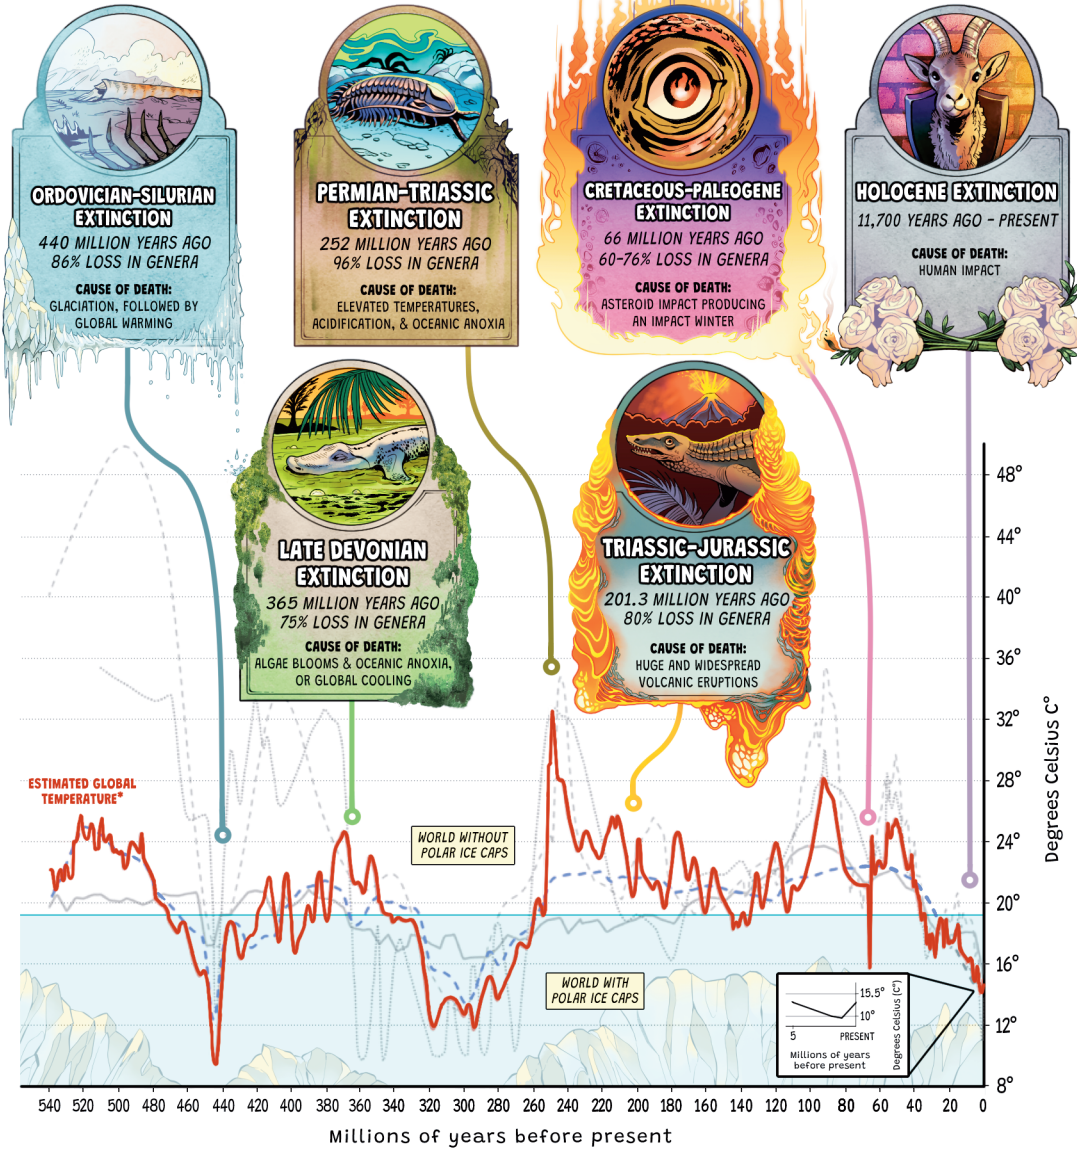 ORDOVICIAN-SILURIAN
EXTINCTION
440 MILLION YEARS AGO
86% LOSS IN GENERA
CAUSE OF DEATH:
GLACIATION, FOLLOWED BY
GLOBAL WARMING
PERMIAN-TRIASSIC
EXTINCTION
252 MILLION YEARS AGO
96% LOSS IN GENERA
CAUSE OF DEATH:
ELEVATED TEMPERATURES,
ACIDIFICATION, & OCEANIC ANOXIA
CRETACEOUS-PALEOGENE
EXTINCTION
66 MILLION YEARS AGO
60-76% LOSS IN GENERA
CAUSE OF DEATH:
ASTEROID IMPACT PRODUCING
AN IMPACT WINTER
HOLOCENE EXTINCTION
11,700 YEARS AGO - PRESENT
CAUSE OF DEATH:
HUMAN IMPACT
LATE DEVONIAN
EXTINCTION
365 MILLION YEARS AGO
75% LOSS IN GENERA
CAUSE OF DEATH:
ALGAE BLOOMS & OCEANIC ANOXIA,
OR GLOBAL COOLING
TRIASSIC-JURASSIC
EXTINCTION
201.3 MILLION YEARS AGO
80% LOSS IN GENERA
CAUSE OF DEATH:
HUGE AND WIDESPREAD
VOLCANIC ERUPTIONS
48°
44°
40°
36°
32°
28°
24°
20°
16°
12°
8°
Degrees Celsius C°
ESTIMATED GLOBAL
TEMPERATURE*
WORLD WITHOUT
POLAR ICE CAPS
WORLD WITH
POLAR ICE CAPS
15.5°
10°
5 PRESENT
Millions of years
before present
Degrees Celsius (C°)
540 520 500 480 460 440 420 400 380 360 340 320 300 280 260 240 220 200 180 160 140 120 100 80 60 40 20 0
Millions of years before present